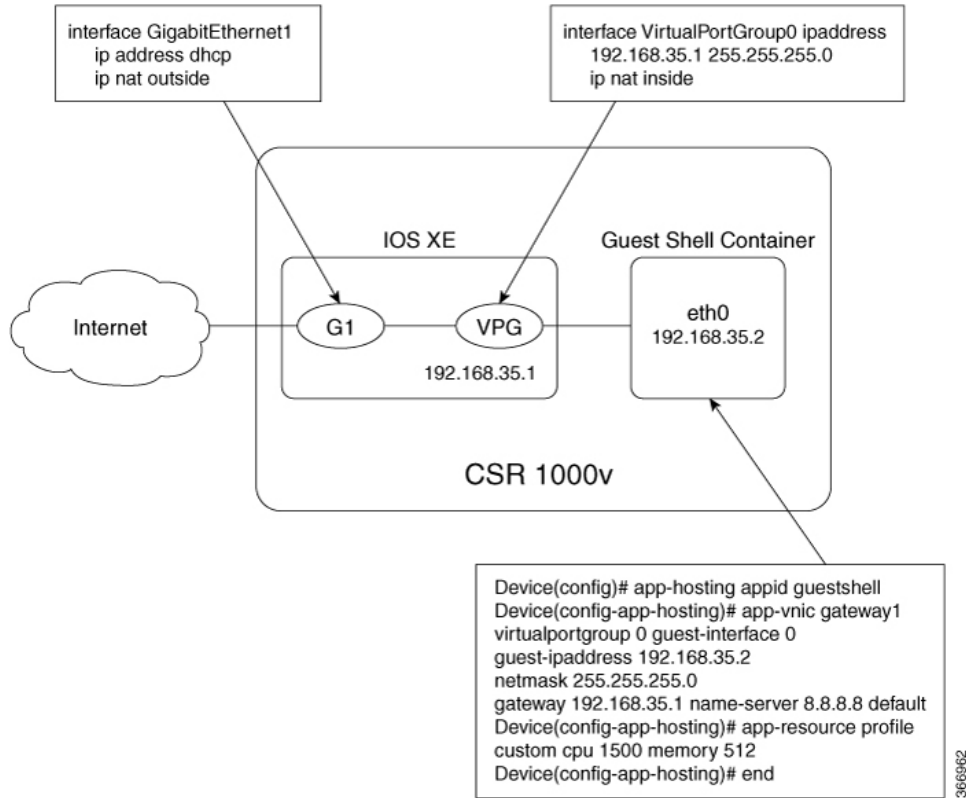 interface GigabitEthernet1
ip address dhcp
ip nat outside
interface VirtualPortGroup0 ipaddress
192.168.35.1 255.255.255.0
ip nat inside
IOS XE
Guest Shell Container
Internet
G1
VPG
192.168.35.1
eth0
192.168.35.2
CSR 1000v
Device(config)# app-hosting appid guestshell
Device(config-app-hosting)# app-vnic gateway1
virtualportgroup 0 guest-interface 0
guest-ipaddress 192.168.35.2
netmask 255.255.255.0
gateway 192.168.35.1 name-server 8.8.8.8 default
Device(config-app-hosting)# app-resource profile
custom cpu 1500 memory 512
Device(config-app-hosting)# end
366962